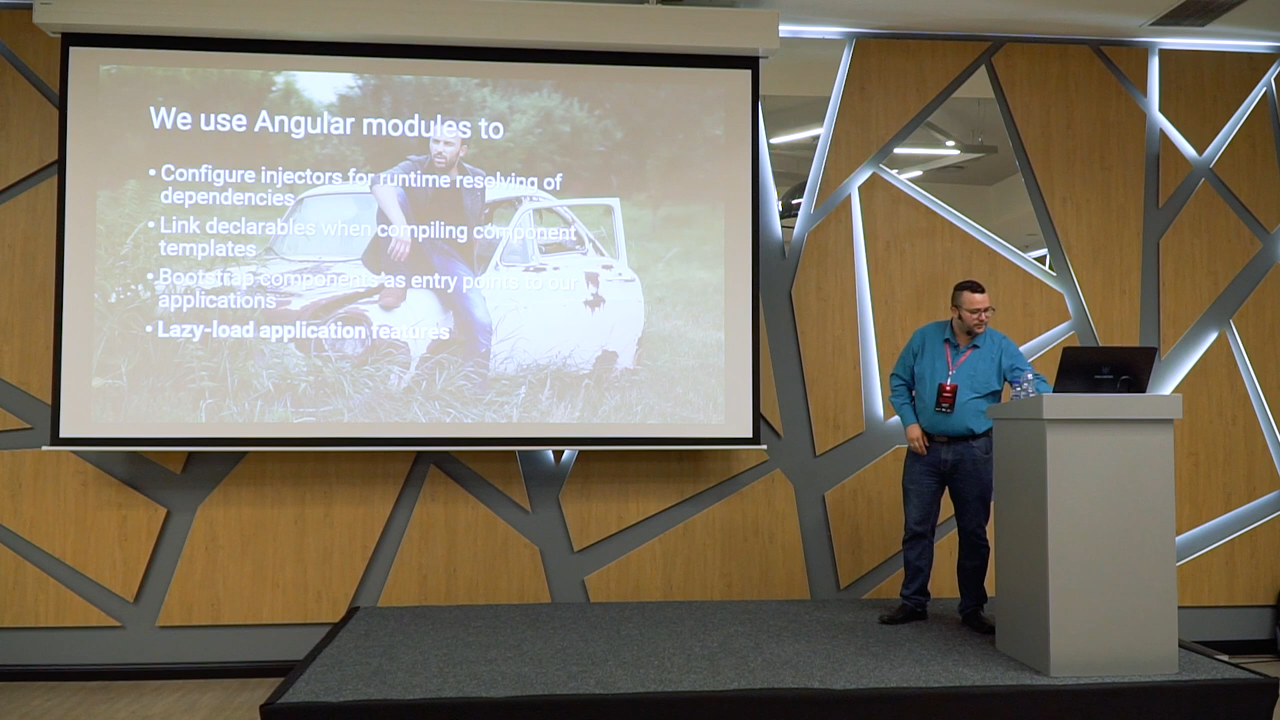 We use Angular modules to
• Configure injectors for runtime resolving of
dependencies
• Link declarables when compiling component
templates
• Bootstrap components as entry points to our
applications
• Lazy-load application features